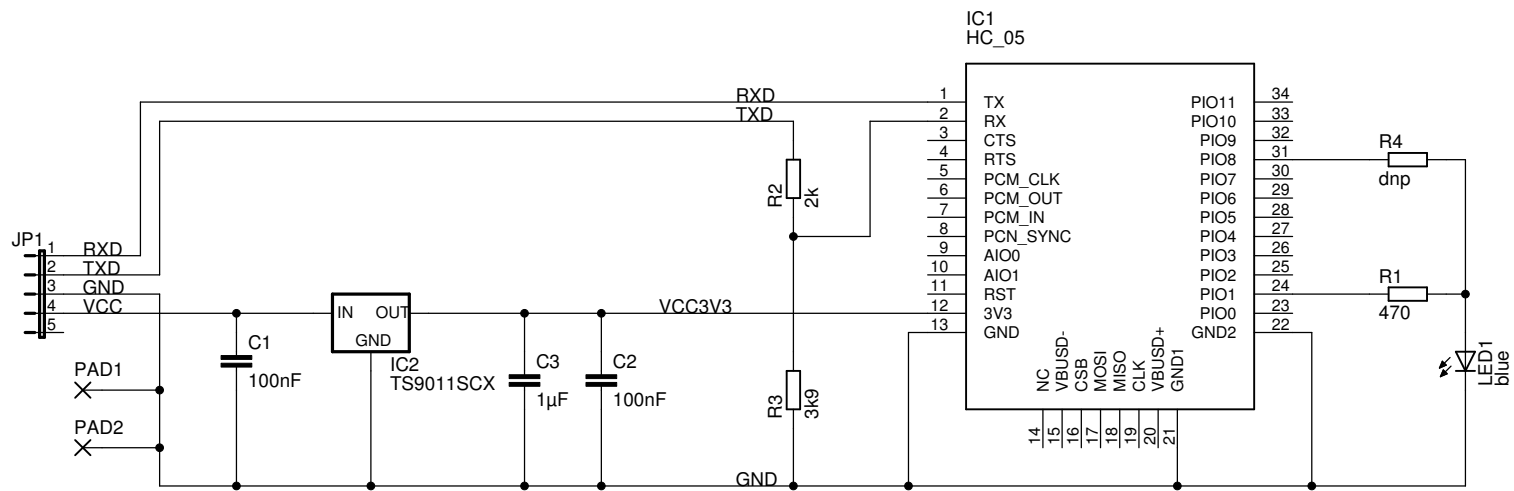 IC1
HC_05
RXD
TXD
1
TX
2
RX
3
CTS
4
RTS
5
PCM_CLK
6
PCM_OUT
7
PCM_IN
8
PCN_SYNC
9
AIO0
10
AIO1
11
RST
12
3V3
13
GND
PIO11
34
PIO10
33
PIO9
32
PIO8
31
PIO7
30
PIO6
29
PIO5
28
PIO4
27
PIO3
26
PIO2
25
PIO1
24
PIO0
23
GND2
22
NC
VBUSD-
CSB
MOSI
MISO
CLK
VBUSD+
GND1
14
15
16
17
18
19
20
21
R4
dnp
R1
470
LED1
blue
R2
2k
R3
3k9
JP1
1
RXD
2
TXD
3
GND
4
VCC
5
IN
OUT
GND
IC2
TS9011SCX
VCC3V3
C1
100nF
C3
1µF
C2
100nF
PAD1
PAD2
GND